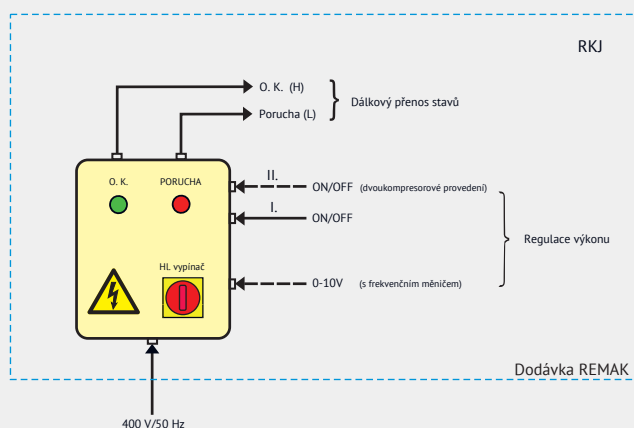 RKJ
O. K. (H)
Porucha (L)
Dálkový přenos stavů
O. K.
PORUCHA
II.
ON/OFF (dvoukompresorové provedení)
I.
ON/OFF
Regulace výkonu
HL vypínač
0-10V (s frekvenčním měničem)
Dodávka REMAK
400 V/50 Hz